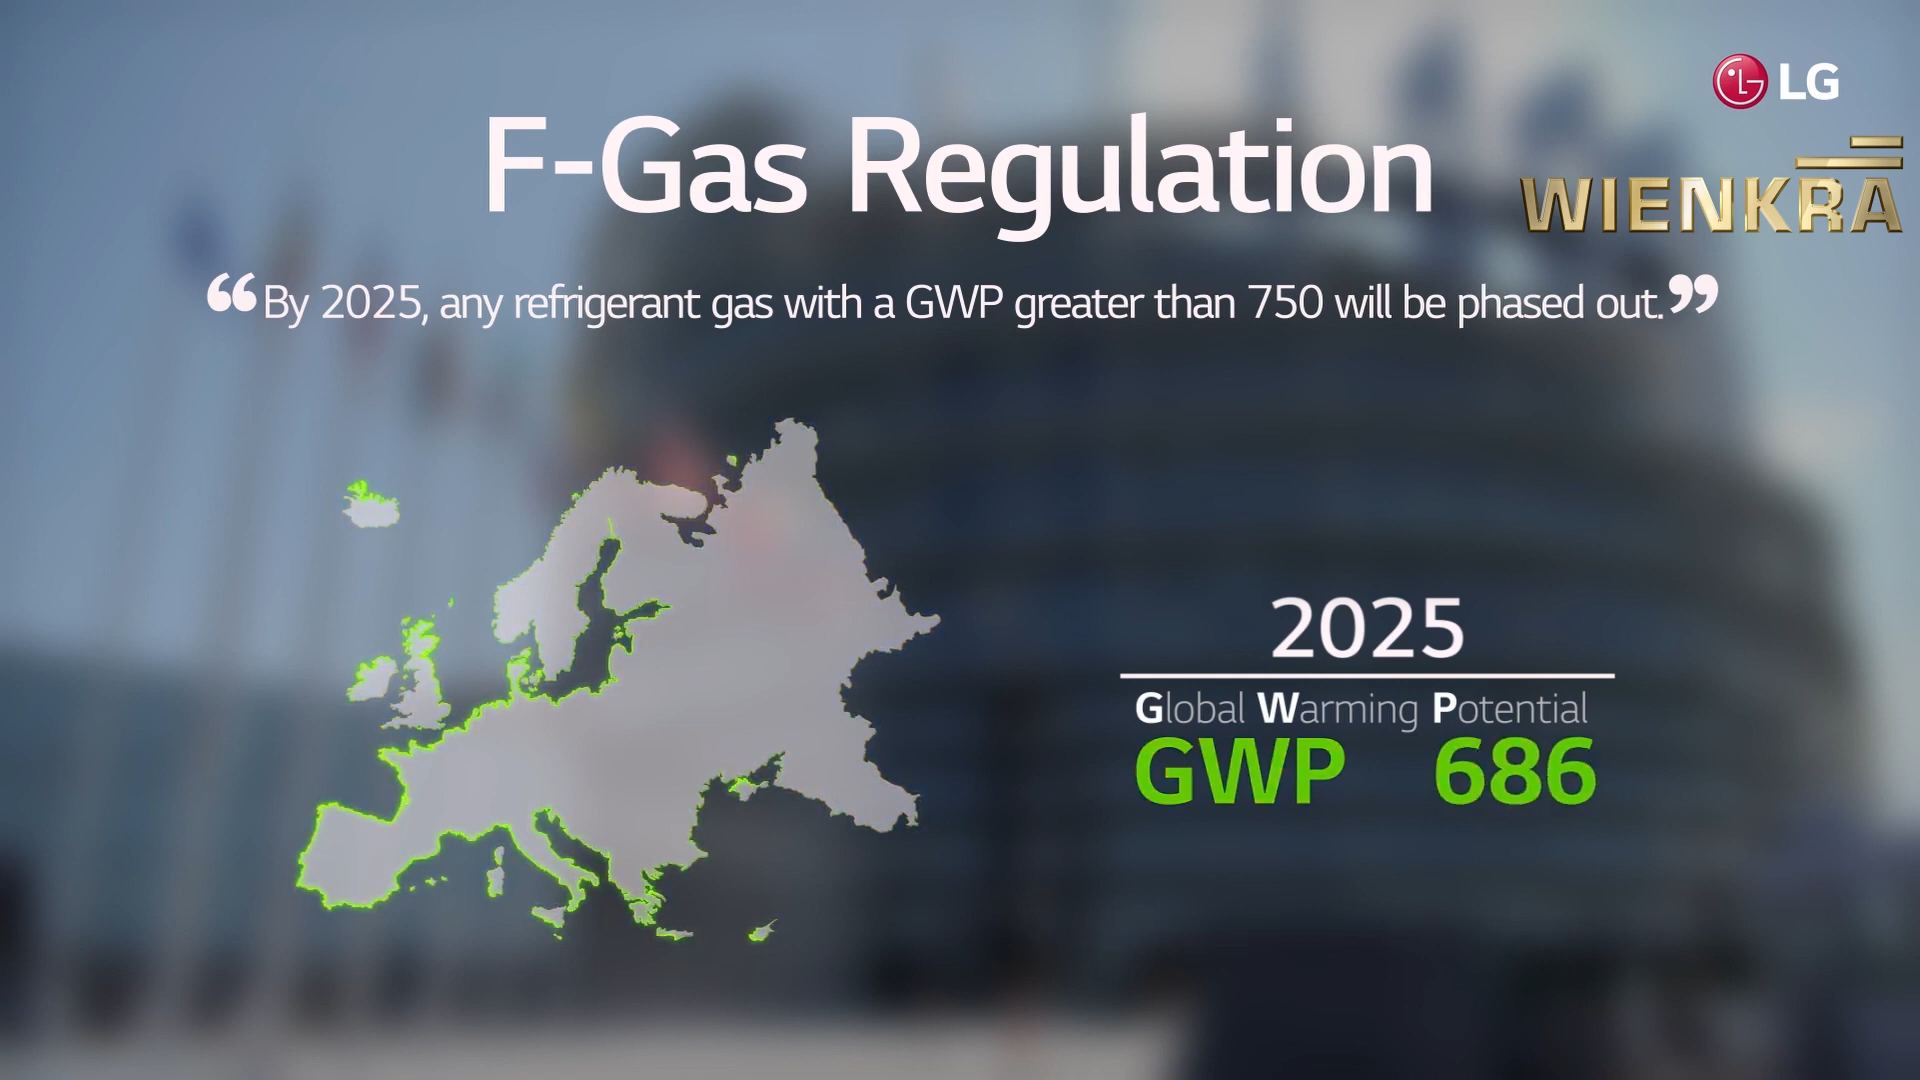 LG
WIENKRA
F-Gas Regulation
“By 2025, any refrigerant gas with a GWP greater than 750 will be phased out.”
2025
Global Warming Potential
GWP 686